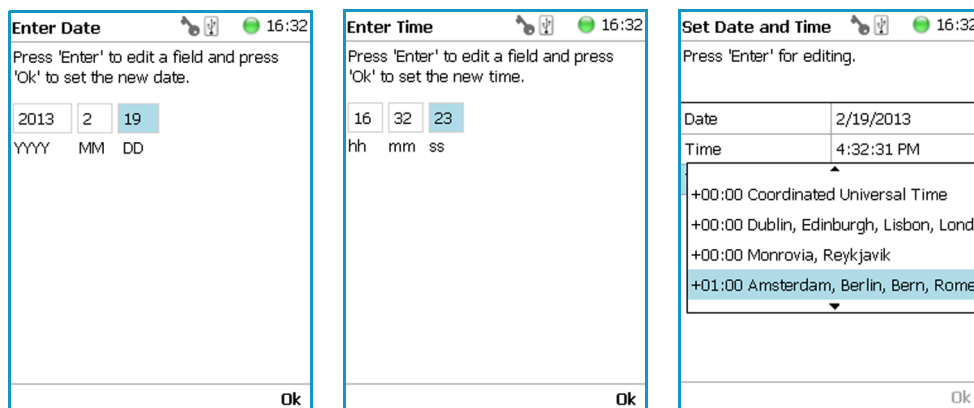 Enter Date 16:32
Press 'Enter' to edit a field and press
'Ok' to set the new date.
2013 2 19
YYYY MM DD
Ok
Enter Time 16:32
Press 'Enter' to edit a field and press
'Ok' to set the new time.
16 32 23
hh mm ss
Ok
Set Date and Time 16:32
Press 'Enter' for editing.
Date 2/19/2013
Time 4:32:31 PM
+00:00 Coordinated Universal Time
+00:00 Dublin, Edinburgh, Lisbon, Lond
+00:00 Monrovia, Reykjavik
+01:00 Amsterdam, Berlin, Bern, Rome
Ok